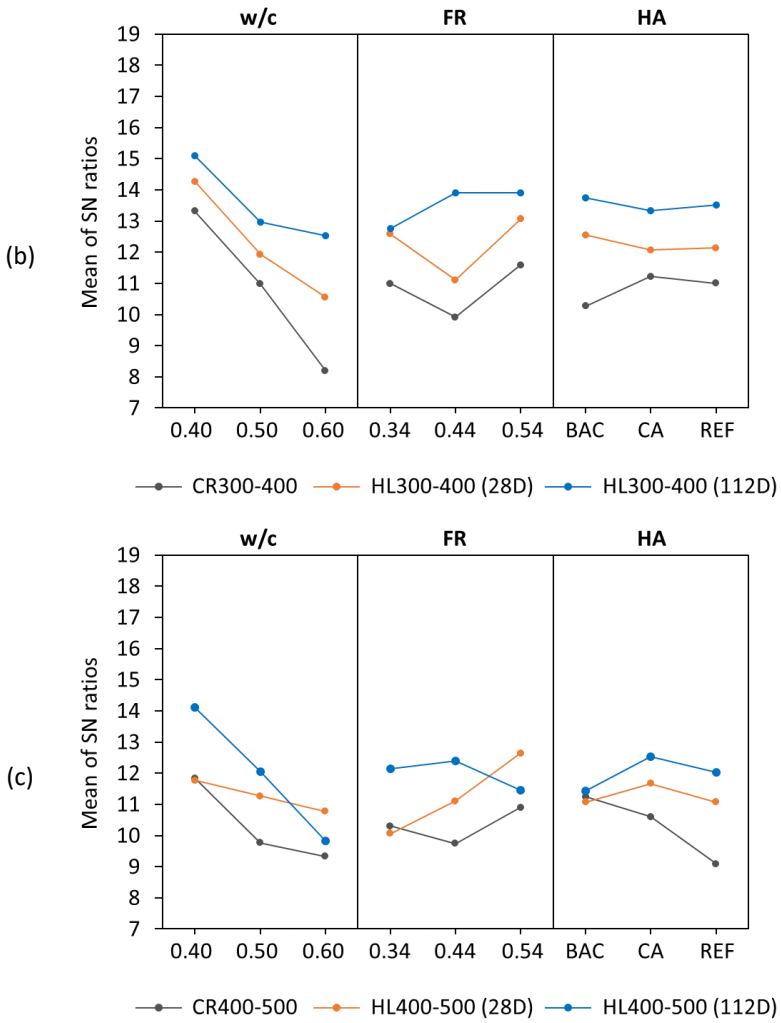 w/c FR HA
19
18
17
16
15
14
13
12
11
10
9
8
7
Mean of SN ratios
(b)
0.40 0.50 0.60 0.34 0.44 0.54 BAC CA REF
CR300-400 HL300-400 (28D) HL300-400 (112D)
w/c FR HA
19
18
17
16
15
14
13
12
11
10
9
8
7
Mean of SN ratios
(c)
0.40 0.50 0.60 0.34 0.44 0.54 BAC CA REF
CR400-500 HL400-500 (28D) HL400-500 (112D)